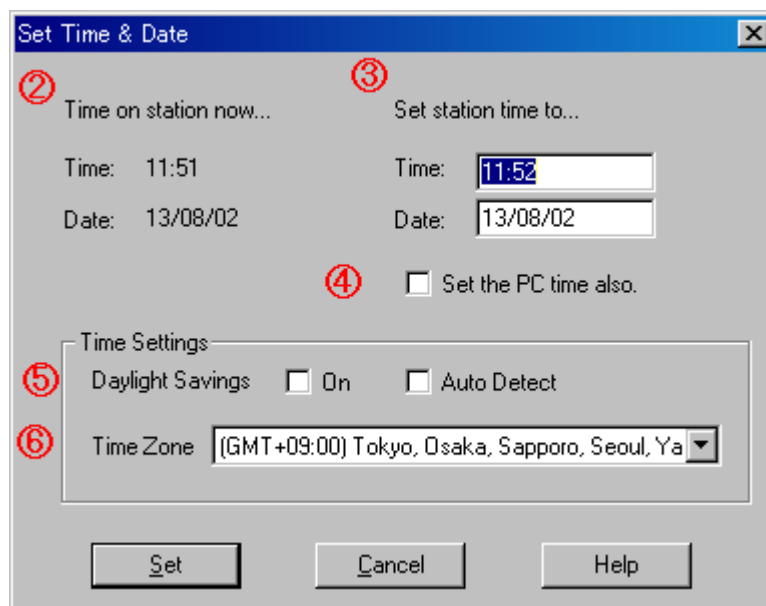 Set Time & Date
② ③
Time on station now... Set station time to...
Time: 11:51 Time: 11:52
Date: 13/08/02 Date: 13/08/02
④ Set the PC time also.
Time Settings
⑤ Daylight Savings On Auto Detect
⑥ Time Zone (GMT+09:00) Tokyo, Osaka, Sapporo, Seoul, Ya
Set Cancel Help